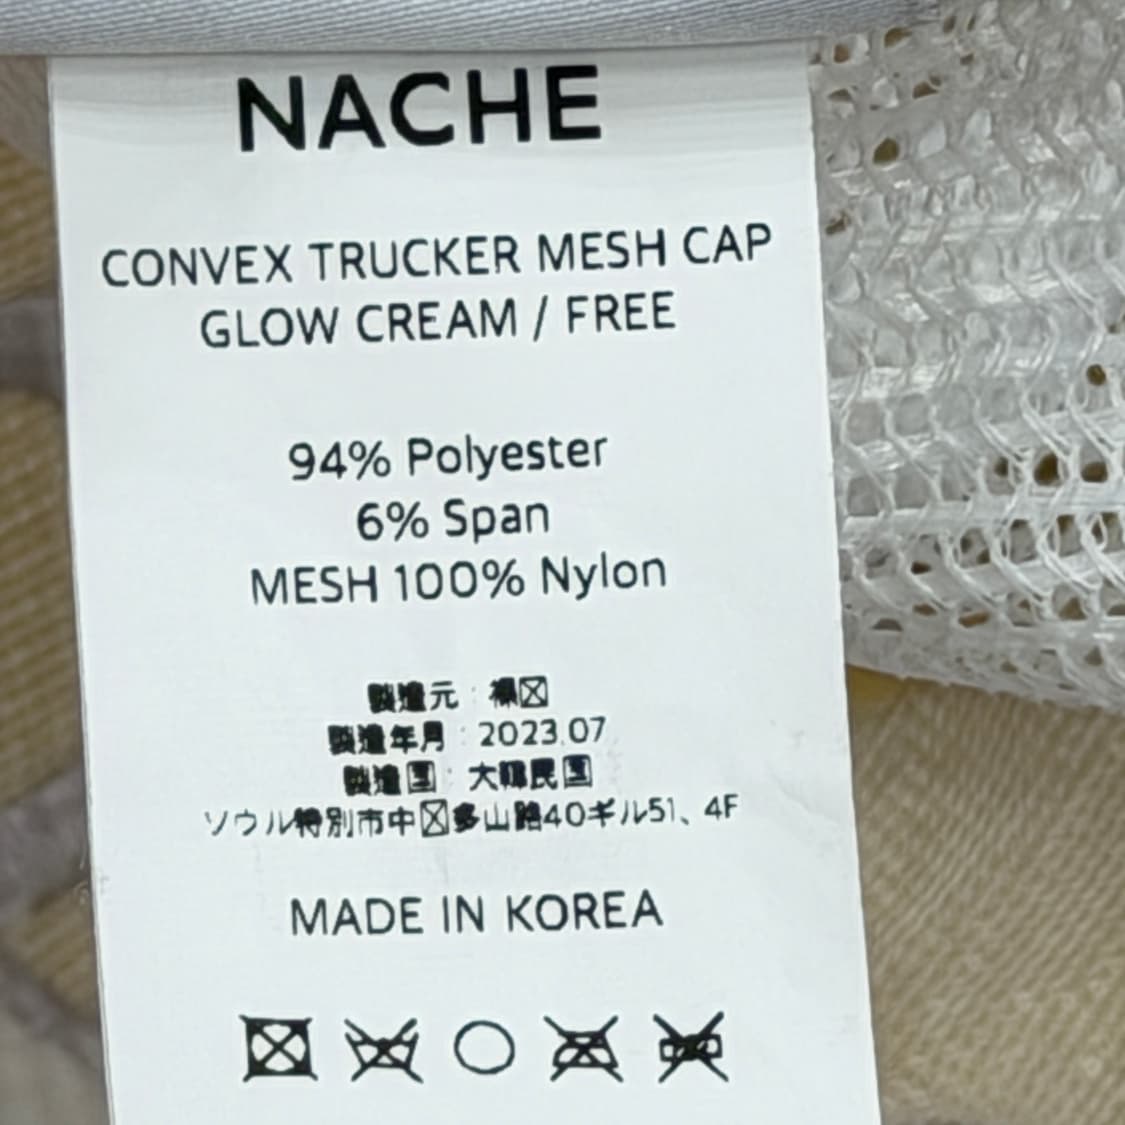 NACHE
CONVEX TRUCKER MESH CAP
GLOW CREAM / FREE
94% Polyester
6% Span
MESH 100% Nylon
製造元 : 裸☒
製造年月 : 2023.07
製造国 : 大韓民国
ソウル特別市中☒多山路40ギル51、4F
MADE IN KOREA